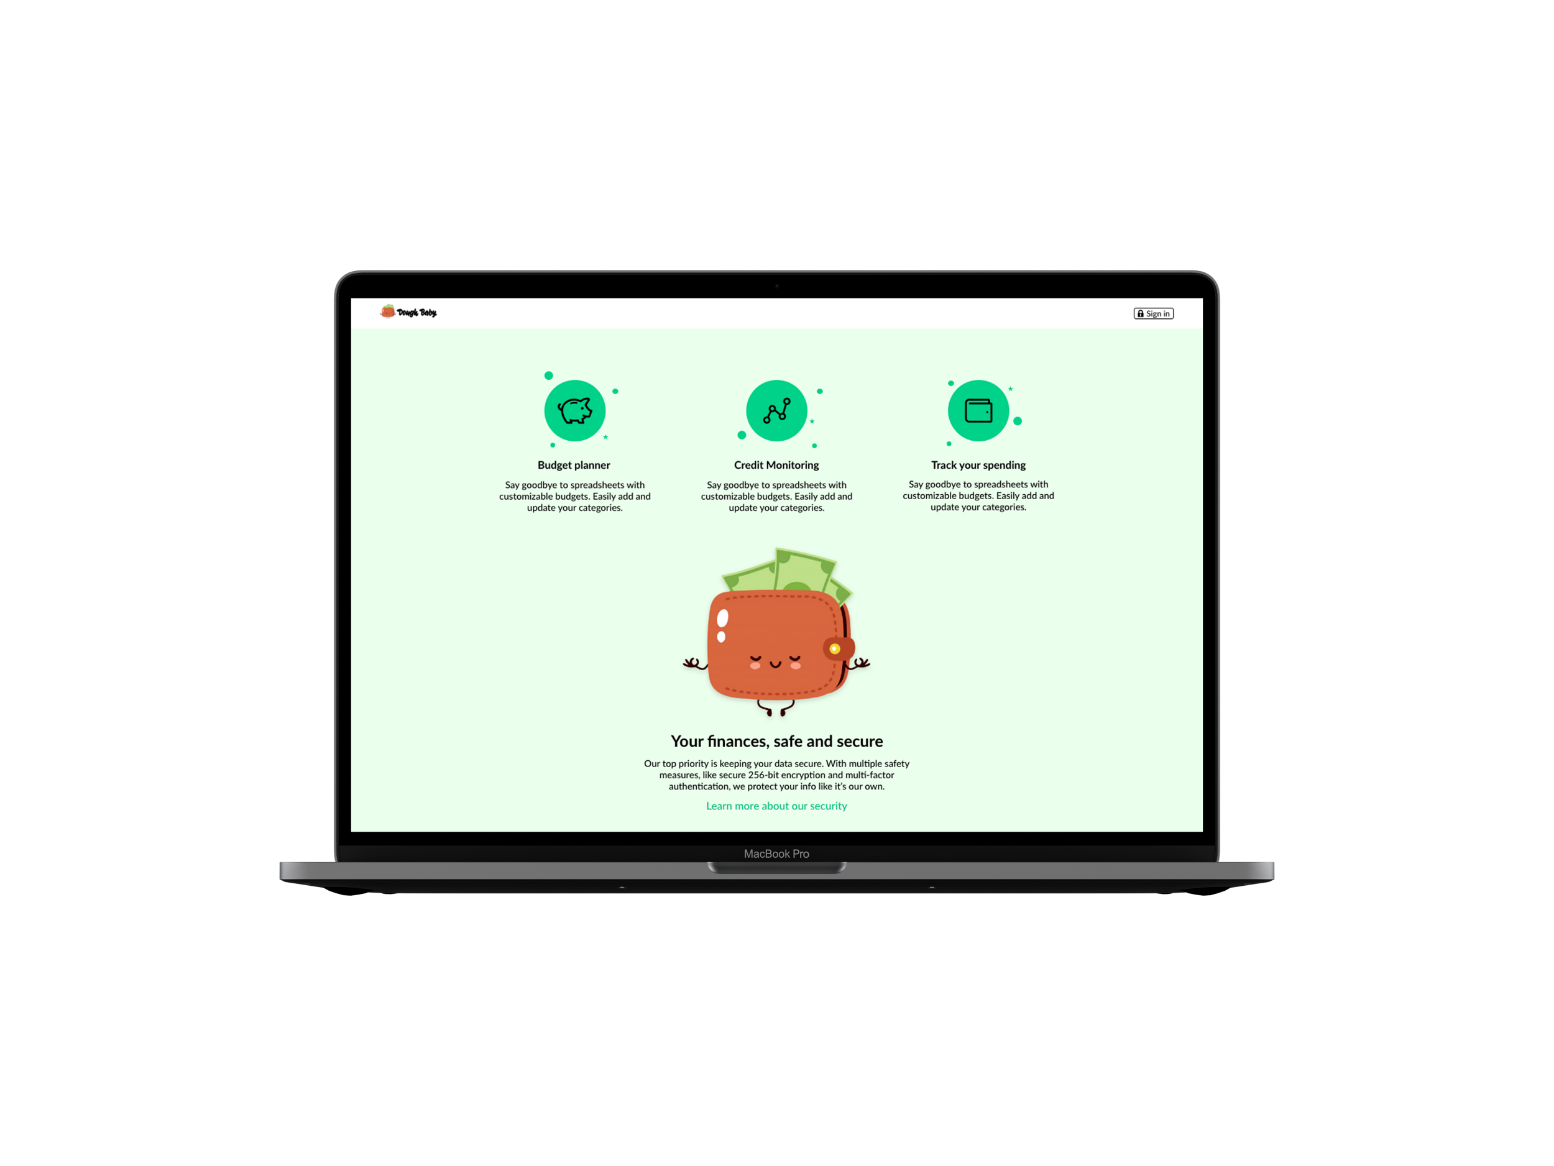 Dough Baby
Sign in
Budget planner
Say goodbye to spreadsheets with
customizable budgets. Easily add and
update your categories.
Credit Monitoring
Say goodbye to spreadsheets with
customizable budgets. Easily add and
update your categories.
Track your spending
Say goodbye to spreadsheets with
customizable budgets. Easily add and
update your categories.
Your finances, safe and secure
Our top priority is keeping your data secure. With multiple safety
measures, like secure 256-bit encryption and multi-factor
authentication, we protect your info like it's our own.
Learn more about our security
MacBook Pro